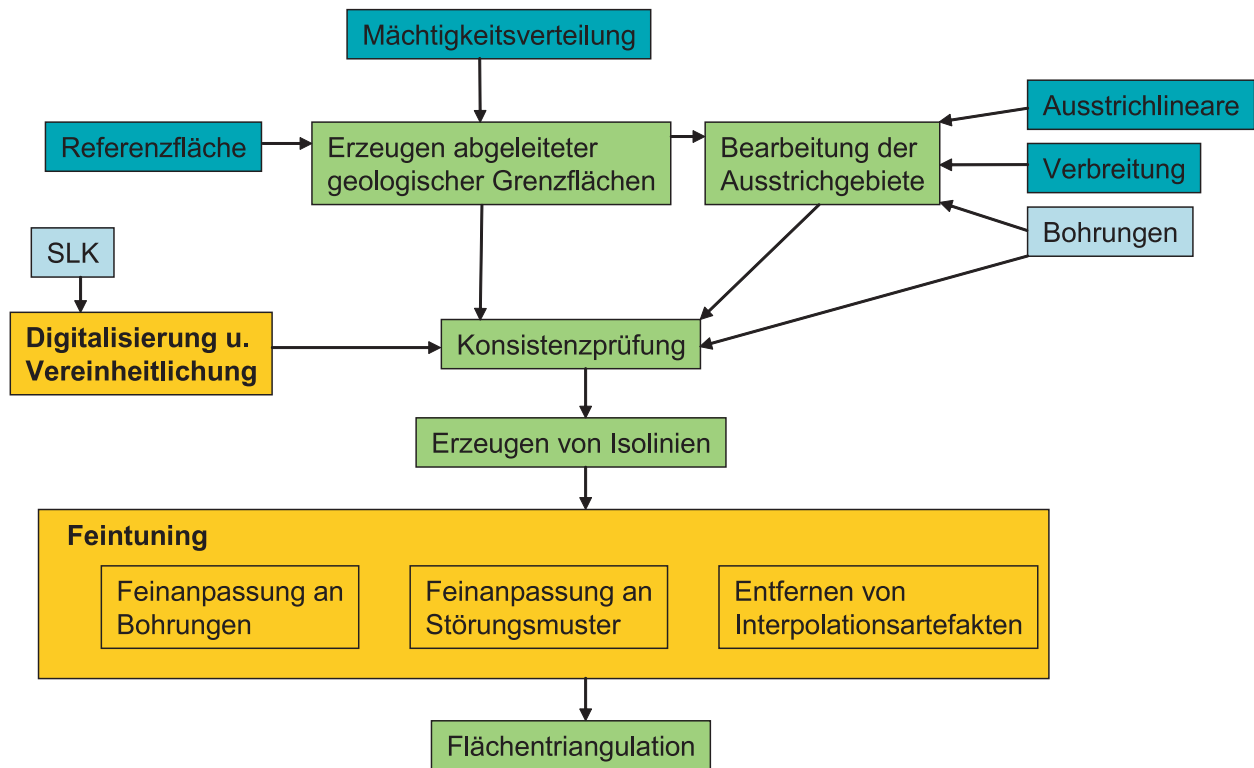 Mächtigkeitsverteilung
Referenzfläche
Erzeugen abgeleiteter
geologischer Grenzflächen
Bearbeitung der
Ausstrichgebiete
Ausstrichlineare
Verbreitung
Bohrungen
SLK
Digitalisierung u.
Vereinheitlichung
Konsistenzprüfung
Erzeugen von Isolinien
Feintuning
Feinanpassung an
Bohrungen
Feinanpassung an
Störungsmuster
Entfernen von
Interpolationsartefakten
Flächentriangulation